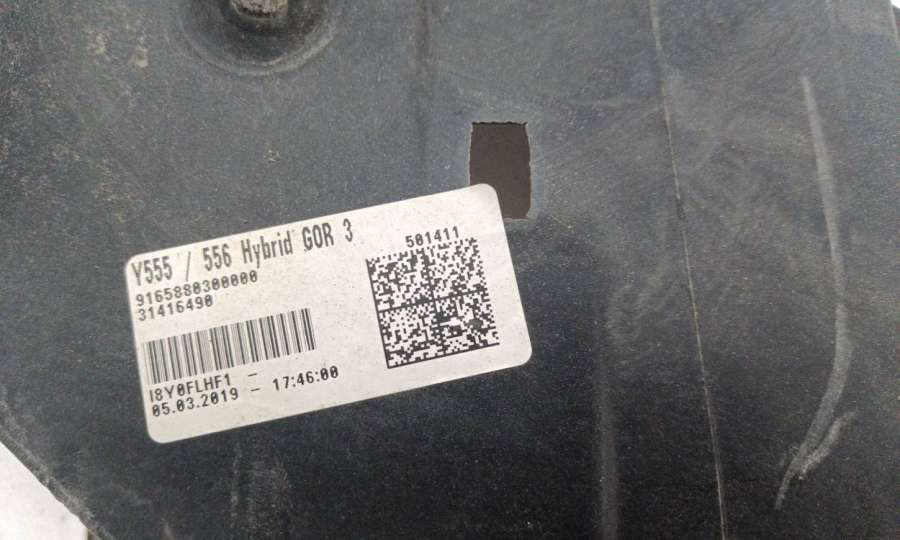 Y555 / 556 Hybrid GOR 3
501411
9165880300000
31416490
I8Y0FLHF1 -
05.03.2019 - 17:46:00